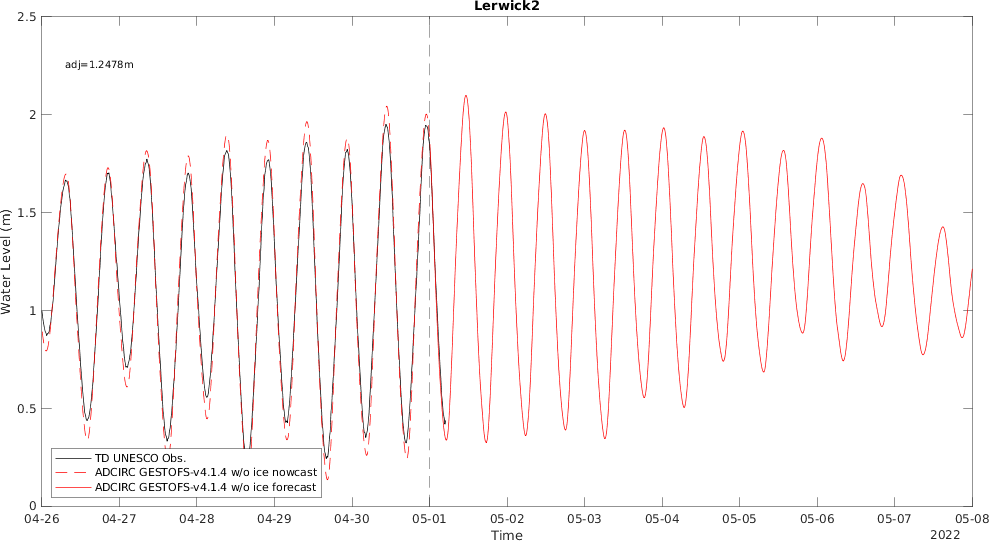 Lerwick2
2.5
adj=1.2478m
2
1.5
Water Level (m)
1
0.5
TD UNESCO Obs.
ADCIRC GESTOFS-v4.1.4 w/o ice nowcast
ADCIRC GESTOFS-v4.1.4 w/o ice forecast
0
04-26 04-27 04-28 04-29 04-30 05-01 05-02 05-03 05-04 05-05 05-06 05-07 05-08
Time 2022